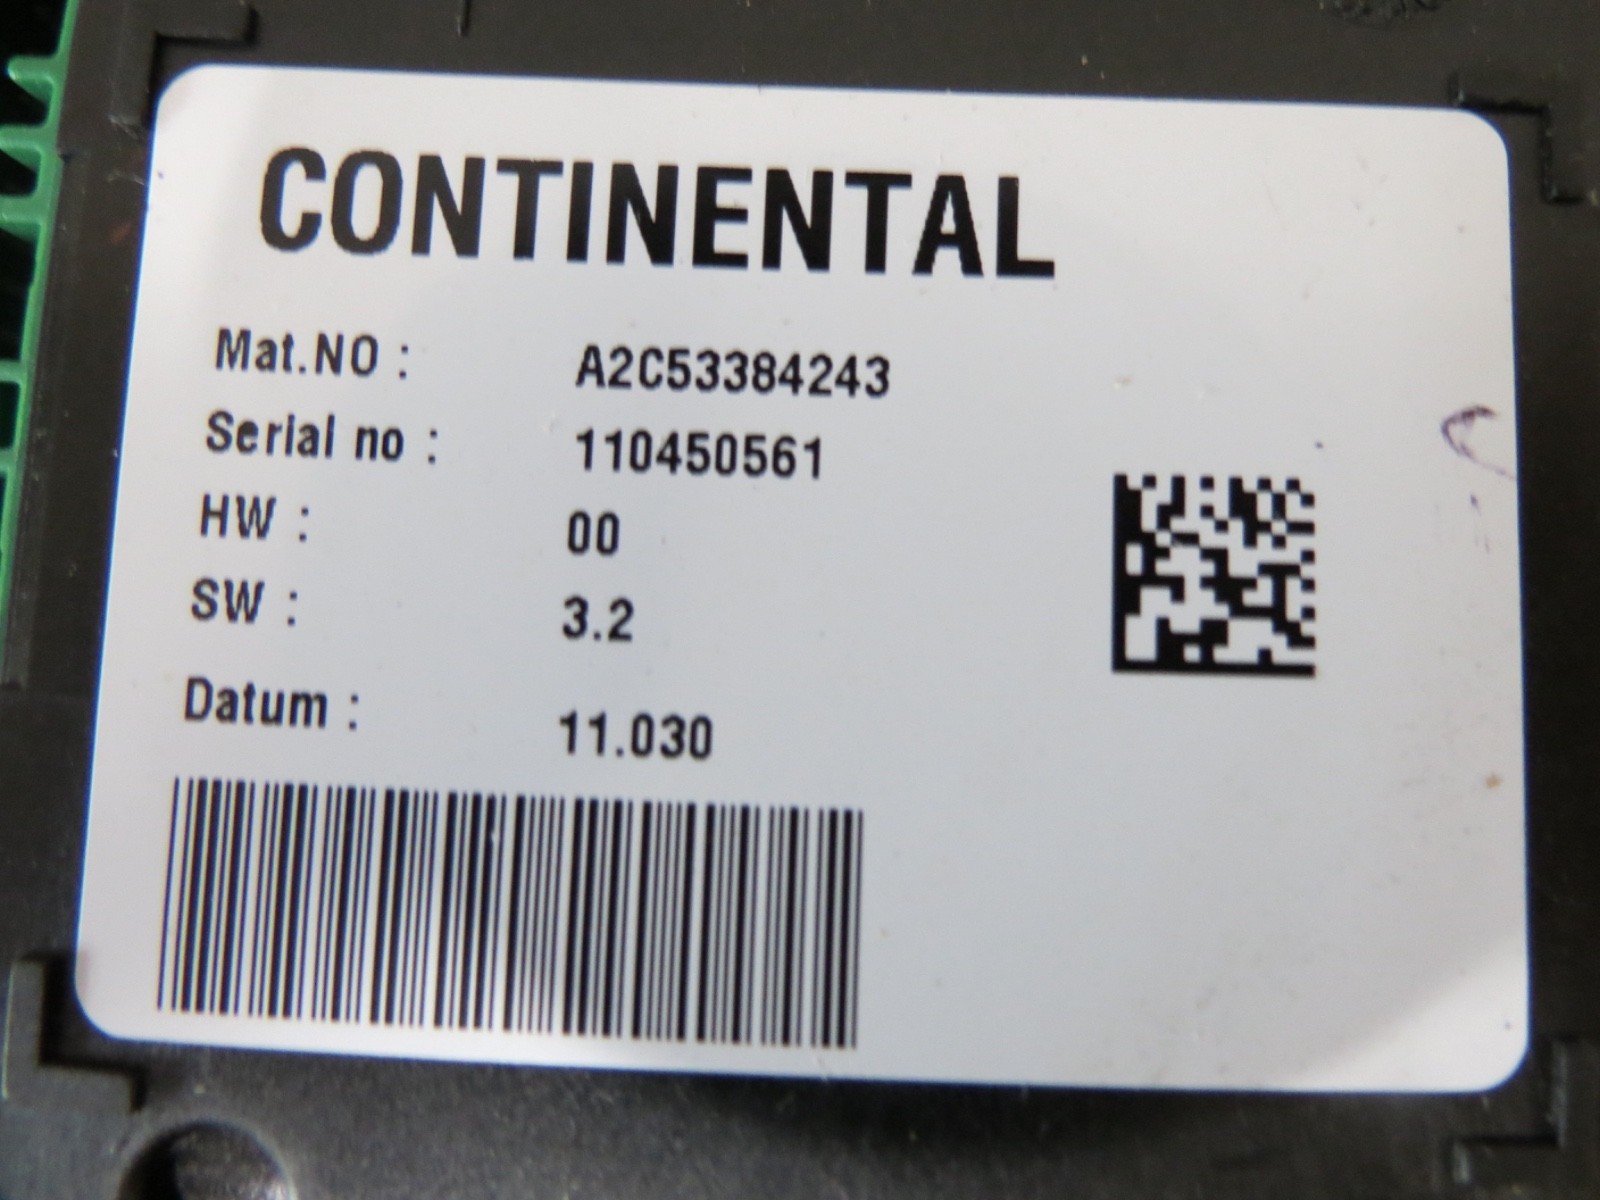 CONTINENTAL
Mat.NO : A2C53384243
Serial no : 110450561
HW : 00
SW : 3.2
Datum : 11.030